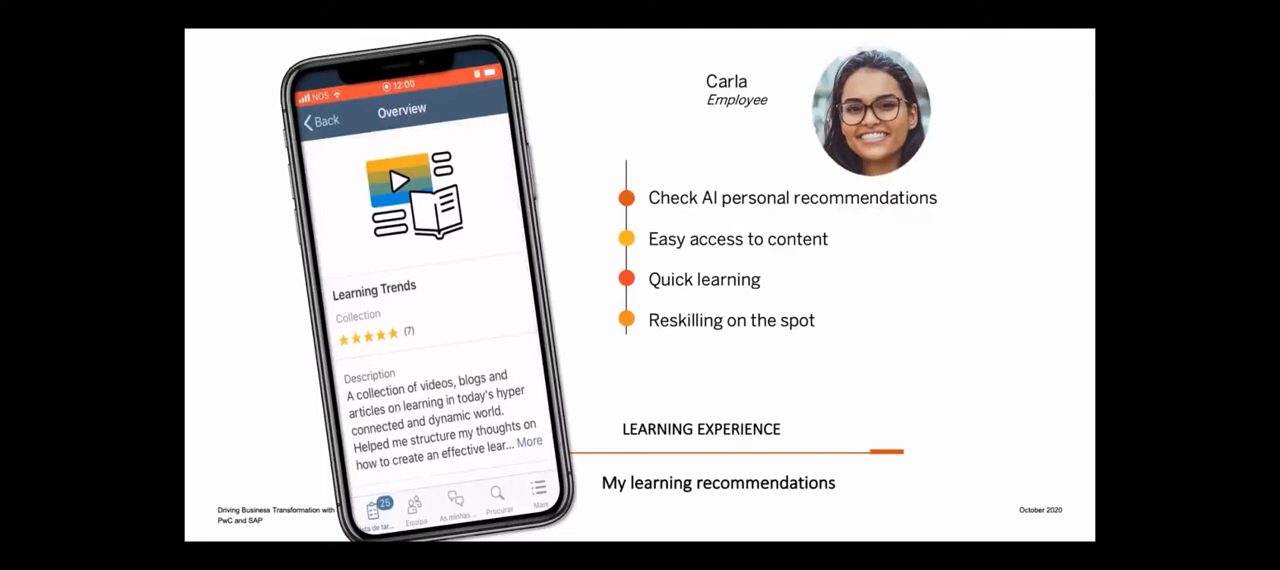 NOS 12:00
Back
Overview
Learning Trends
Collection
(7)
Description
A collection of videos, blogs and
articles on learning in today's hyper
connected and dynamic world.
Helped me structure my thoughts on
how to create an effective lear... More
25
de tar...
Equipa
As minhas...
Procurar
Mais
Carla
Employee
Check AI personal recommendations
Easy access to content
Quick learning
Reskilling on the spot
LEARNING EXPERIENCE
My learning recommendations
Driving Business Transformation with
PwC and SAP
October 2020